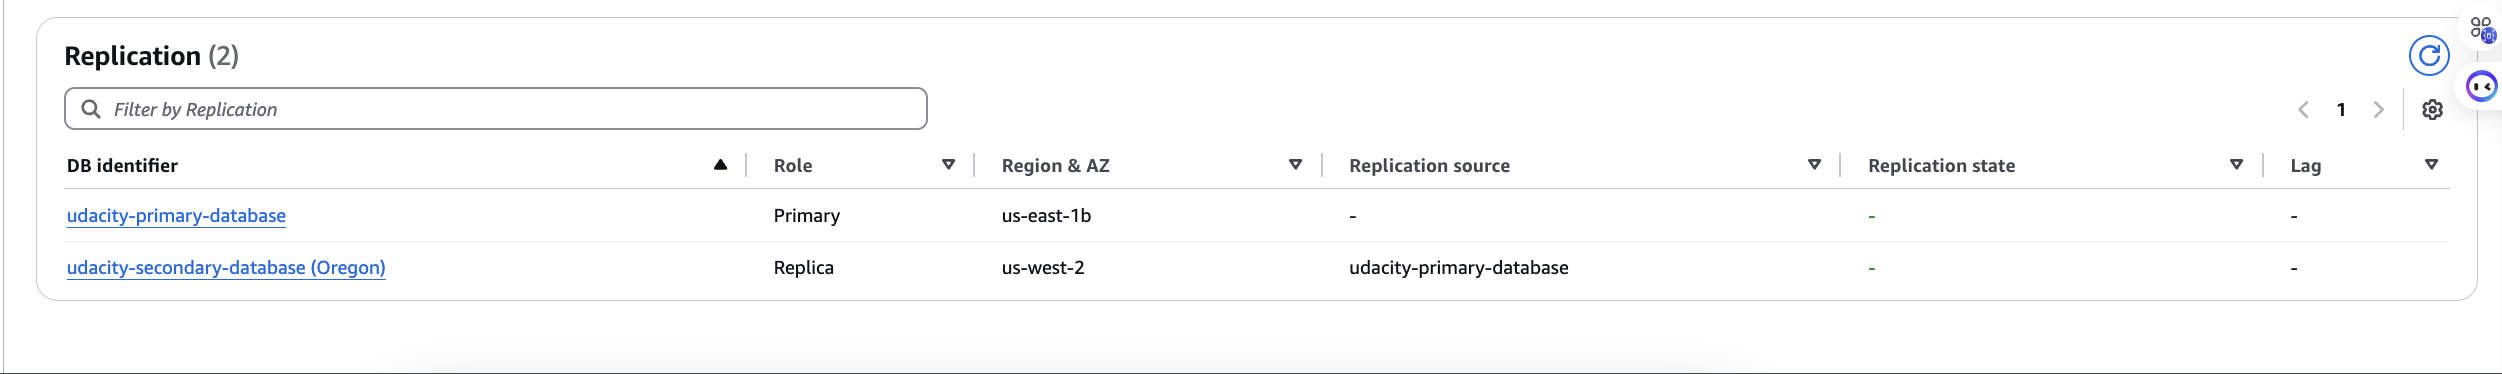 Replication (2)
Filter by Replication
1
DB identifier Role Region & AZ Replication source Replication state Lag
udacity-primary-database Primary us-east-1b - - -
udacity-secondary-database (Oregon) Replica us-west-2 udacity-primary-database - -